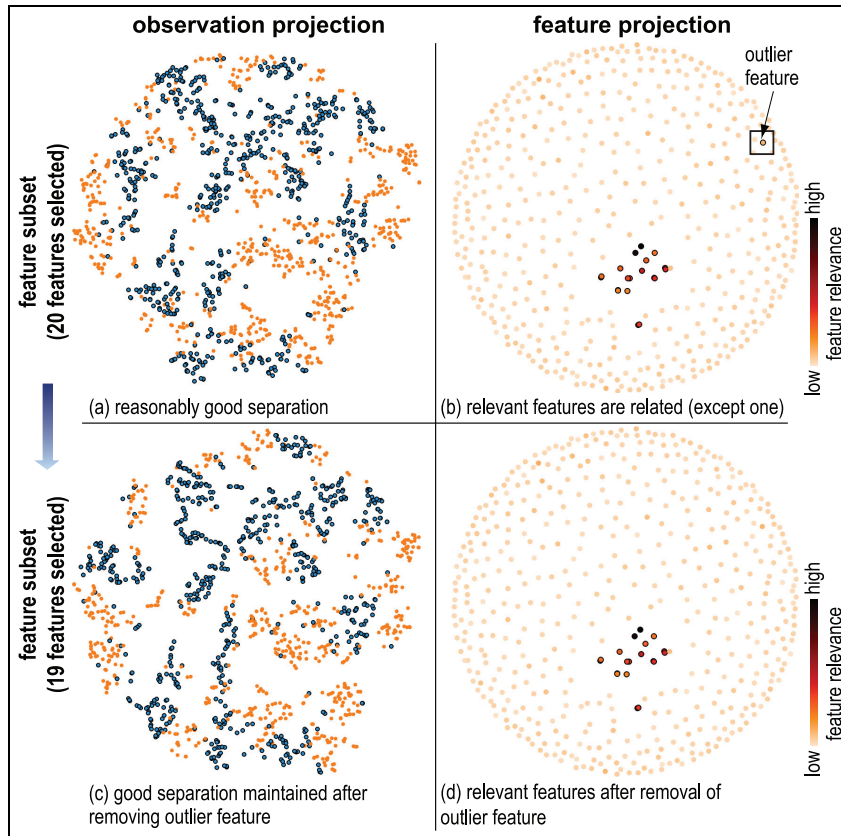 observation projection
feature projection
outlier
feature
feature subset
(20 features selected)
high
feature relevance
low
(a) reasonably good separation
(b) relevant features are related (except one)
feature subset
(19 features selected)
high
feature relevance
low
(c) good separation maintained after
removing outlier feature
(d) relevant features after removal of
outlier feature